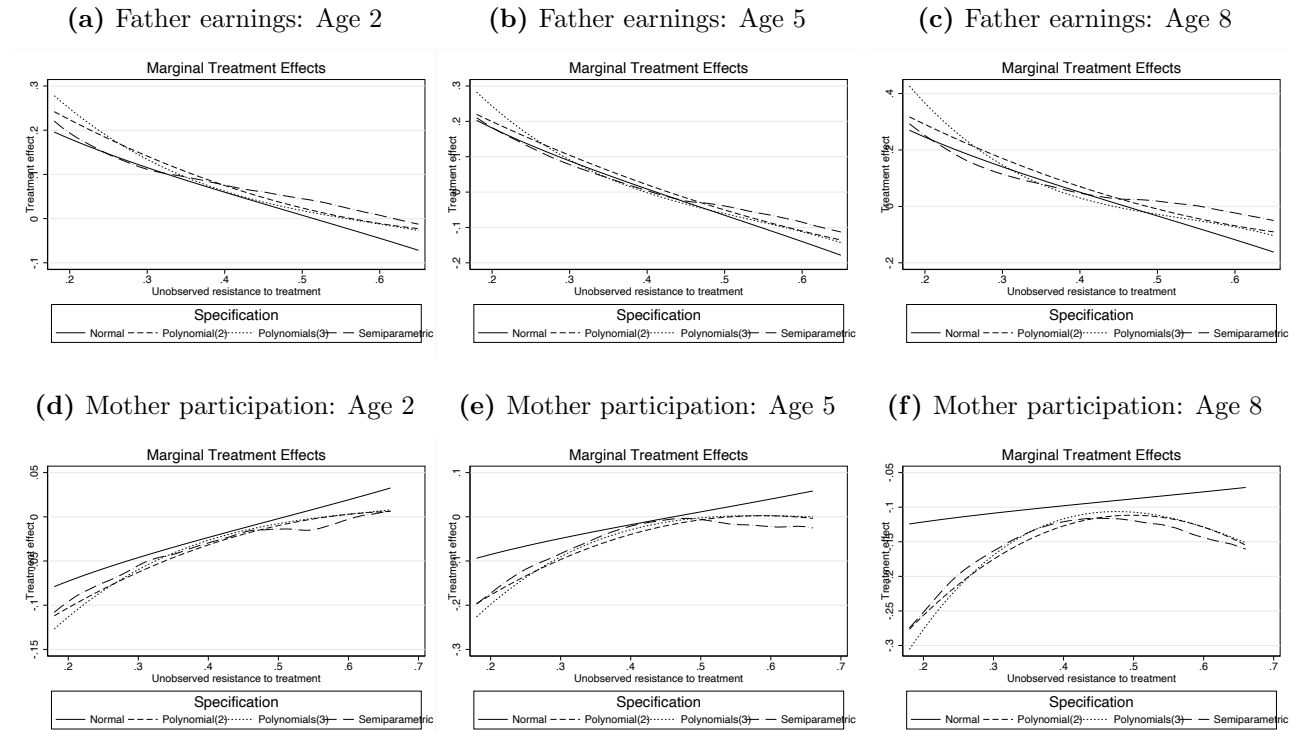 (a) Father earnings: Age 2
(b) Father earnings: Age 5
(c) Father earnings: Age 8
Marginal Treatment Effects
Treatment effect
.3
.2
.1
0
-.1
.2
.3
.4
.5
.6
Unobserved resistance to treatment
Specification
Normal Polynomial(2) Polynomials(3) Semiparametric
Marginal Treatment Effects
Treatment effect
.3
.2
.1
0
-.1
-.2
.2
.3
.4
.5
.6
Unobserved resistance to treatment
Specification
Normal Polynomial(2) Polynomials(3) Semiparametric
Marginal Treatment Effects
Treatment effect
.4
.2
0
-.2
.2
.3
.4
.5
.6
Unobserved resistance to treatment
Specification
Normal Polynomial(2) Polynomials(3) Semiparametric
(d) Mother participation: Age 2
(e) Mother participation: Age 5
(f) Mother participation: Age 8
Marginal Treatment Effects
Treatment effect
.05
0
-.05
-.1
-.15
.2
.3
.4
.5
.6
.7
Unobserved resistance to treatment
Specification
Normal Polynomial(2) Polynomials(3) Semiparametric
Marginal Treatment Effects
Treatment effect
.1
0
-.1
-.2
-.3
.2
.3
.4
.5
.6
.7
Unobserved resistance to treatment
Specification
Normal Polynomial(2) Polynomials(3) Semiparametric
Marginal Treatment Effects
Treatment effect
-.05
-.1
-.15
-.2
-.25
-.3
.2
.3
.4
.5
.6
.7
Unobserved resistance to treatment
Specification
Normal Polynomial(2) Polynomials(3) Semiparametric